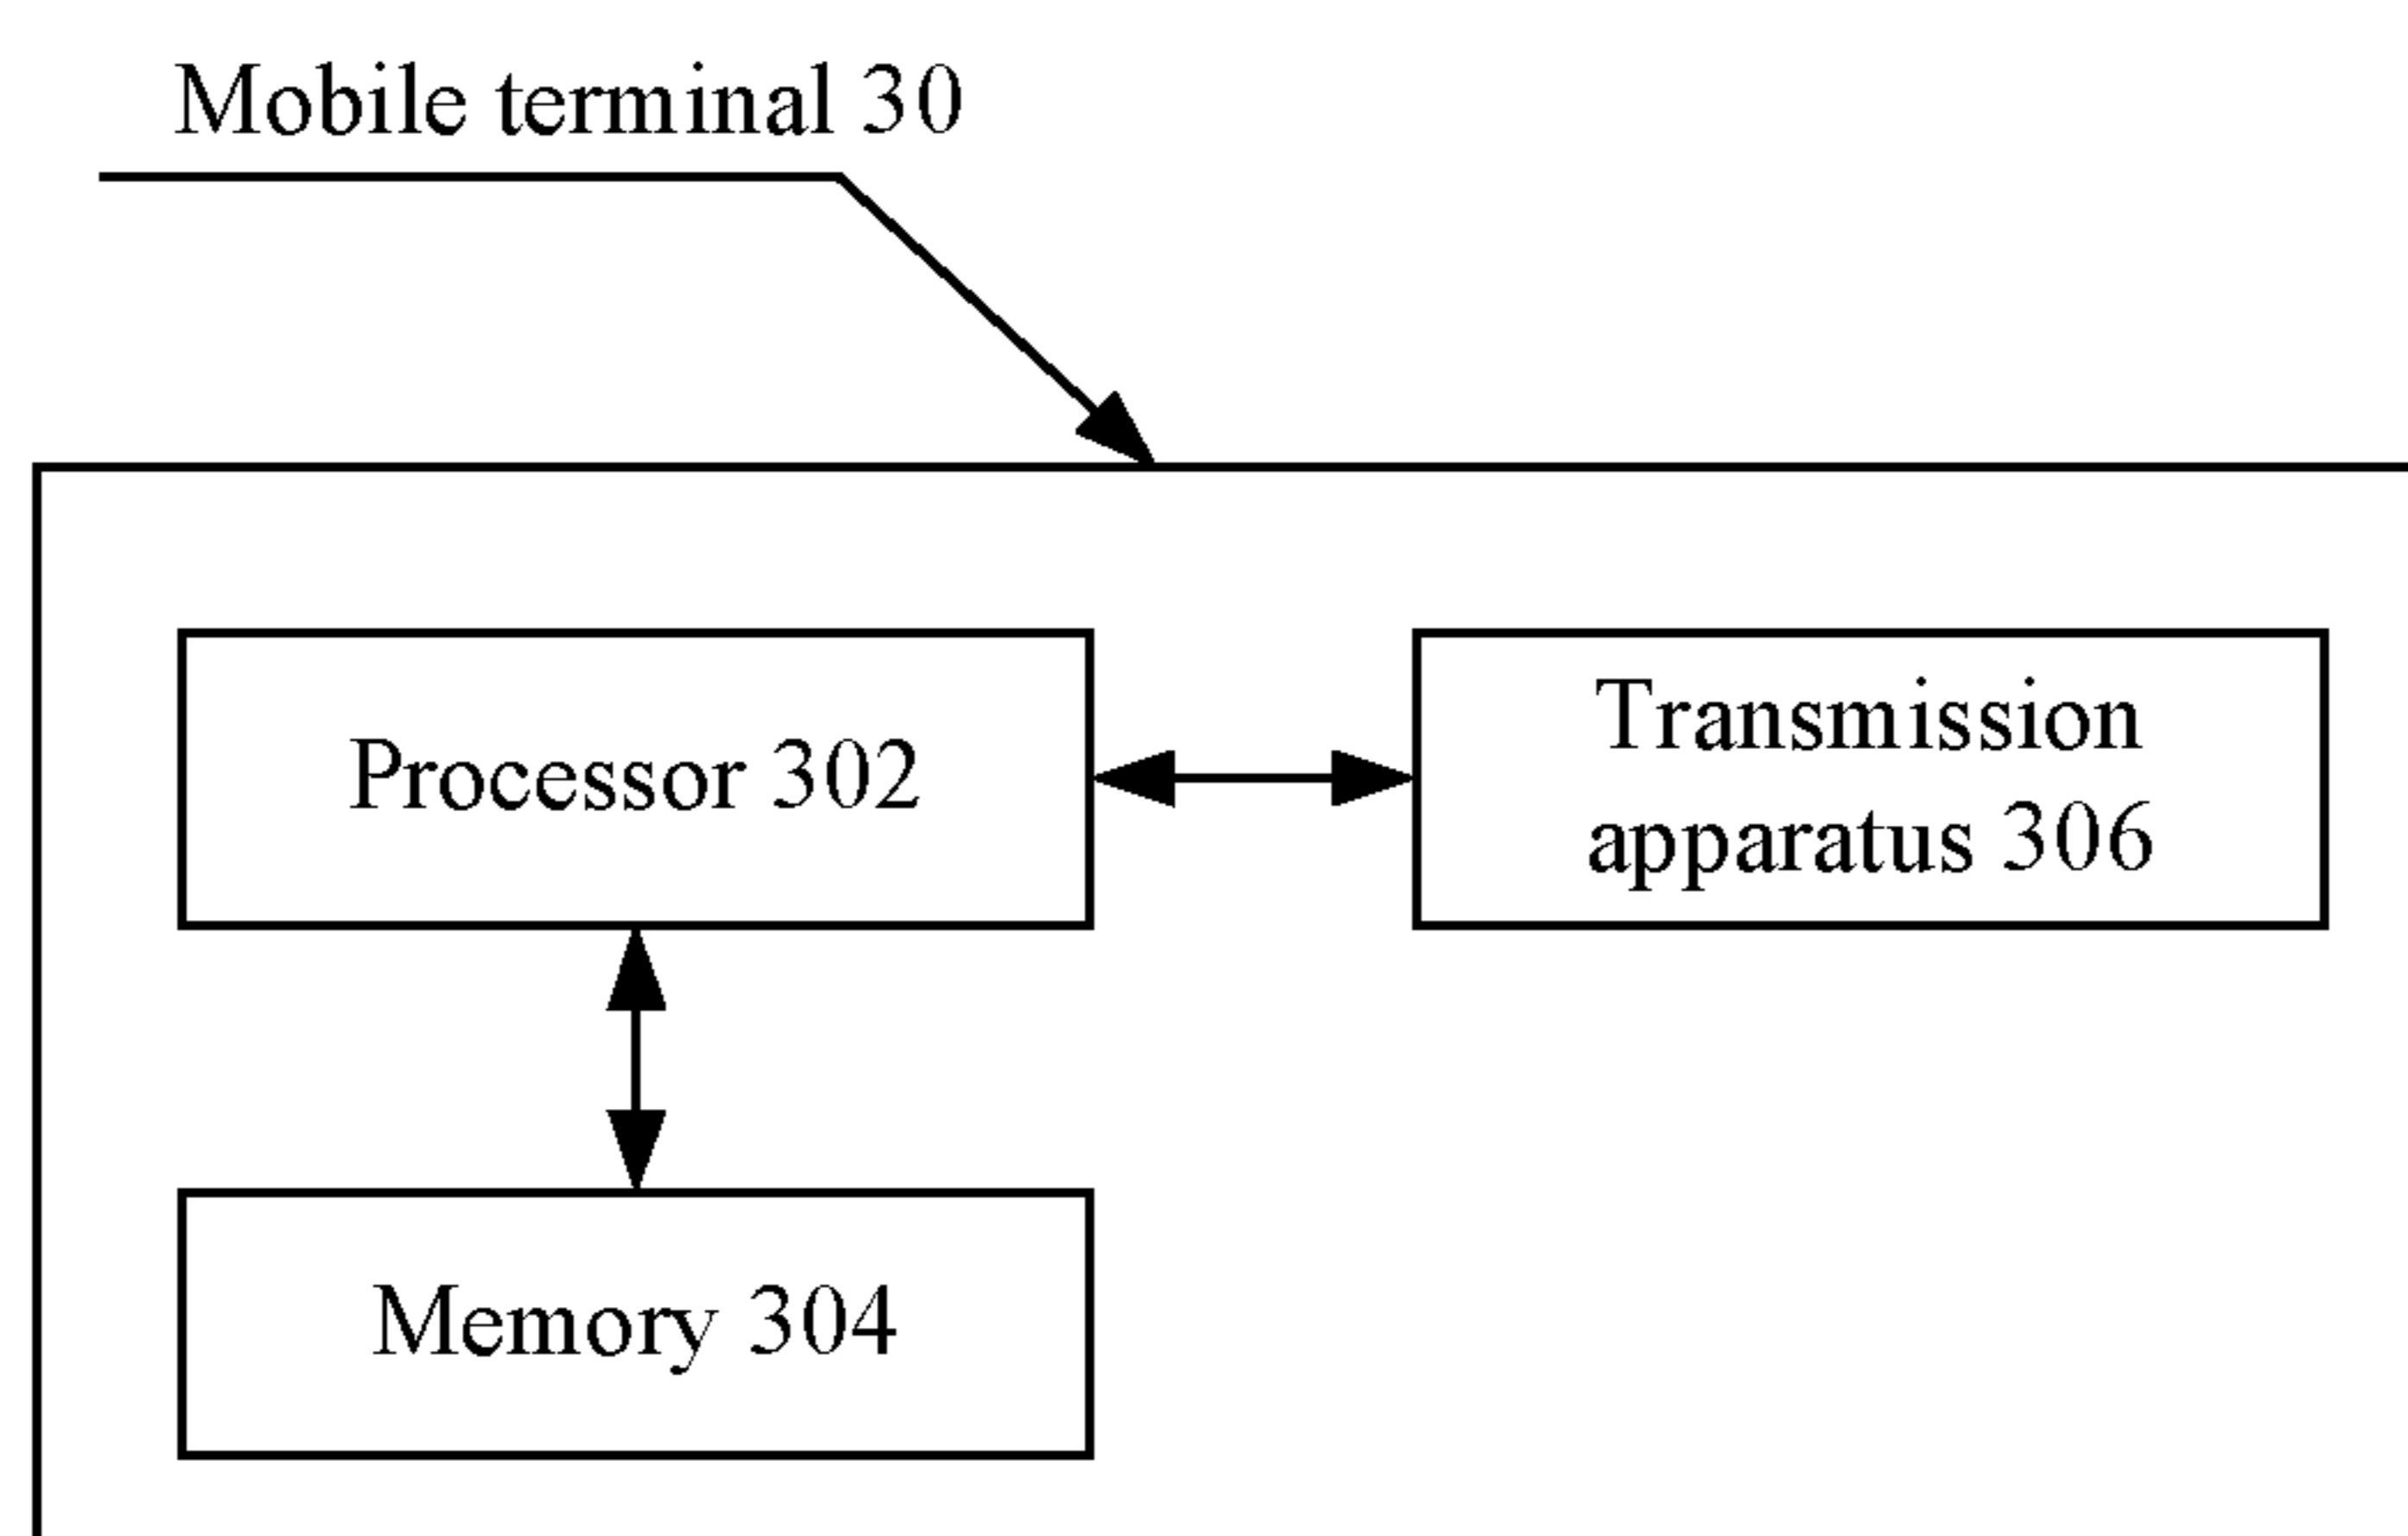 Mobile terminal 30
Processor 302
Transmission
apparatus 306
Memory 304